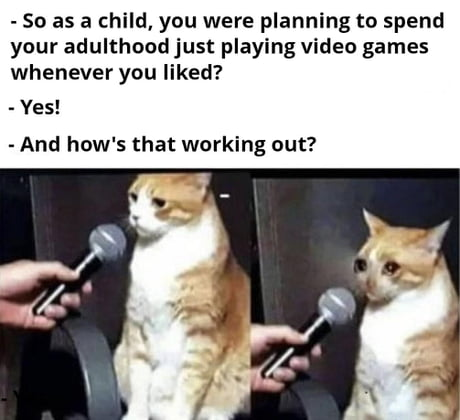 - So as a child, you were planning to spend
your adulthood just playing video games
whenever you liked?
- Yes!
- And how's that working out?